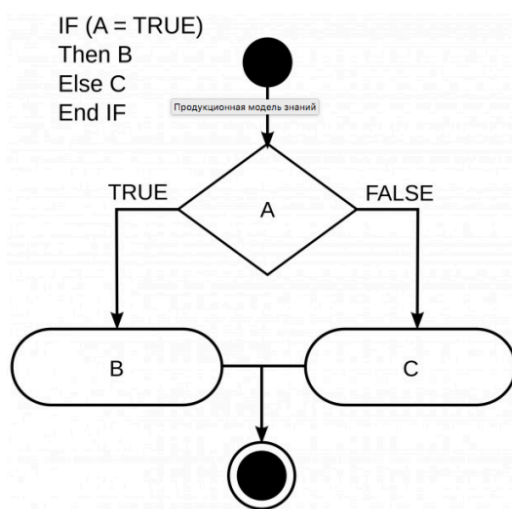 IF (A = TRUE)
Then B
Else C
End IF
Продукционная модель знаний
TRUE
A
FALSE
B
C